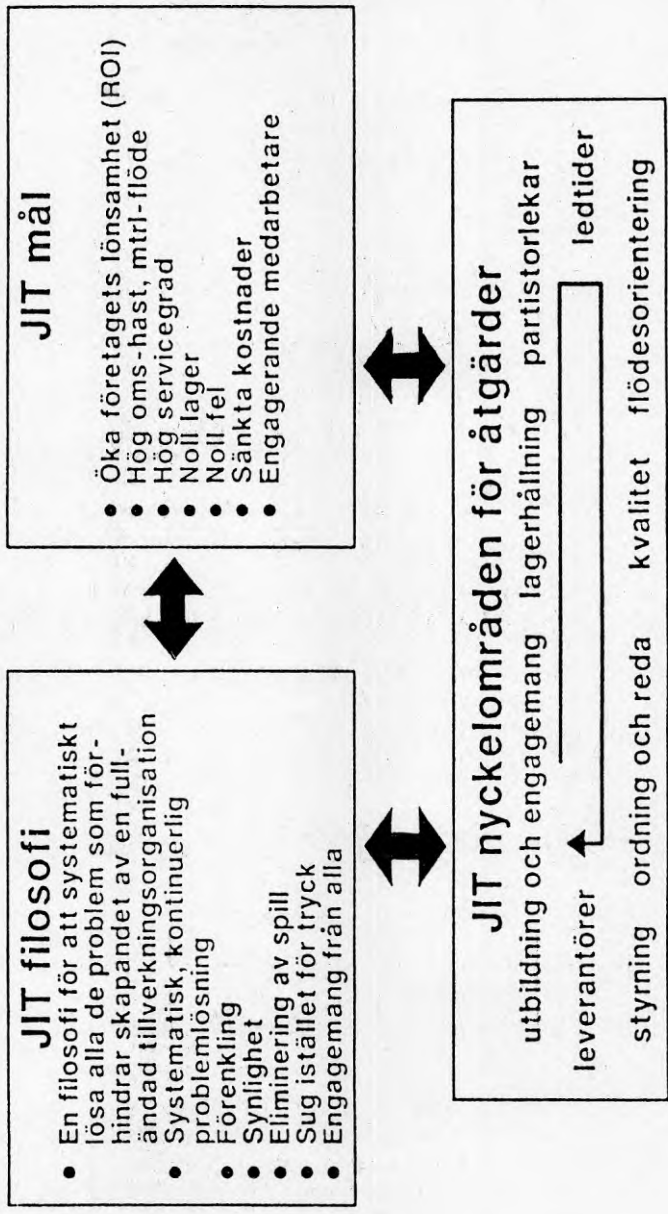 JIT filosofi
• En filosofi för att systematiskt
lösa alla de problem som för-
hindrar skapandet av en full-
ändad tillverkningsorganisation
• Systematisk, kontinuerlig
problemlösning
• Förenkling
• Synlighet
• Eliminering av spill
• Sug istället för tryck
• Engagemang från alla
JIT mål
• Öka företagets lönsamhet (ROI)
• Hög oms-hast, mtrl-flöde
• Hög servicegrad
• Noll lager
• Noll fel
• Sänkta kostnader
• Engagerande medarbetare
JIT nyckelområden för åtgärder
utbildning och engagemang lagerhållning partistorlekar
leverantörer ledtider
styrning ordning och reda kvalitet flödesorientering